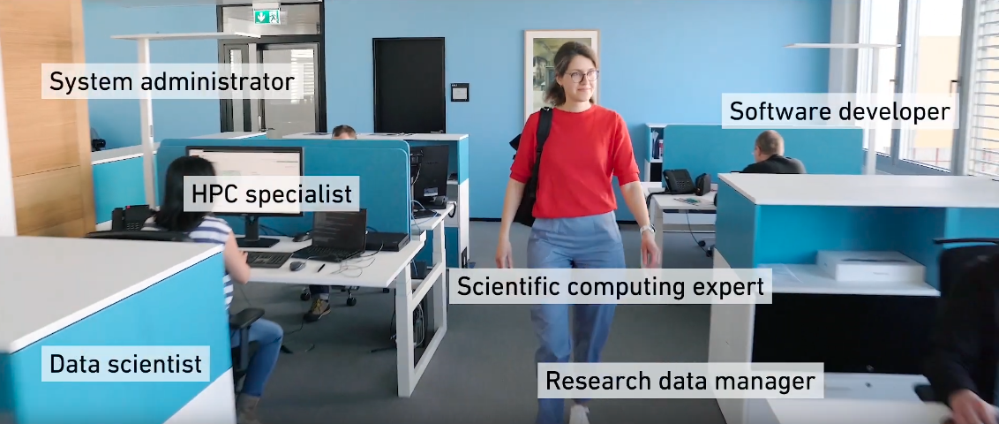 System administrator
Software developer
HPC specialist
Scientific computing expert
Data scientist
Research data manager